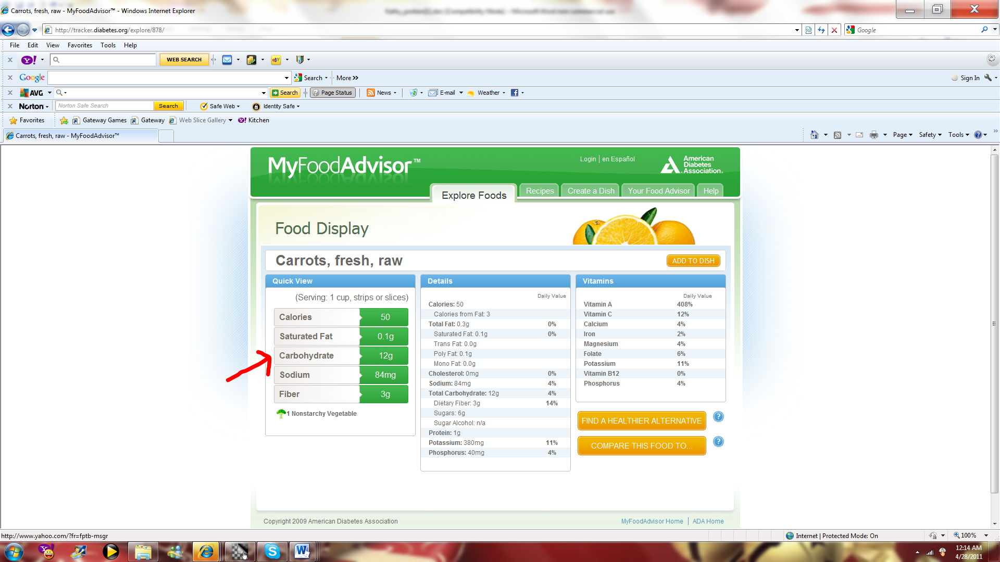 Carrots, fresh, raw - MyFoodAdvisor™ - Windows Internet Explorer
http://tracker.diabetes.org/explore/878/
Google
File Edit View Favorites Tools Help
x Y! WEB SEARCH eBY
x Google Search More >> Sign In
x AVG Search Page Status News E-mail Weather
x Norton Norton Safe Search Search Safe Web Identity Safe
Favorites Gateway Games Gateway Web Slice Gallery Y! Kitchen
Carrots, fresh, raw - MyFoodAdvisor™ Page Safety Tools
MyFoodAdvisor™
Login | en Español
American
Diabetes
Association.
Explore Foods Recipes Create a Dish Your Food Advisor Help
Food Display
Carrots, fresh, raw ADD TO DISH
Quick View
(Serving: 1 cup, strips or slices)
Calories 50
Saturated Fat 0.1g
Carbohydrate 12g
Sodium 84mg
Fiber 3g
1 Nonstarchy Vegetable
Details
Daily Value
Calories: 50
Calories from Fat: 3
Total Fat: 0.3g 0%
Saturated Fat: 0.1g 0%
Trans Fat: 0.0g
Poly Fat: 0.1g
Mono Fat: 0.0g
Cholesterol: 0mg 0%
Sodium: 84mg 4%
Total Carbohydrate: 12g 4%
Dietary Fiber: 3g 14%
Sugars: 6g
Sugar Alcohol: n/a
Protein: 1g
Potassium: 380mg 11%
Phosphorus: 40mg 4%
Vitamins
Daily Value
Vitamin A 408%
Vitamin C 12%
Calcium 4%
Iron 2%
Magnesium 4%
Folate 6%
Potassium 11%
Vitamin B12 0%
Phosphorus 4%
FIND A HEALTHIER ALTERNATIVE ?
COMPARE THIS FOOD TO... ?
Copyright 2009 American Diabetes Association
MyFoodAdvisor Home | ADA Home
http://www.yahoo.com/?fr=fptb-msgr
Internet | Protected Mode: On
100%
12:14 AM
4/28/2011